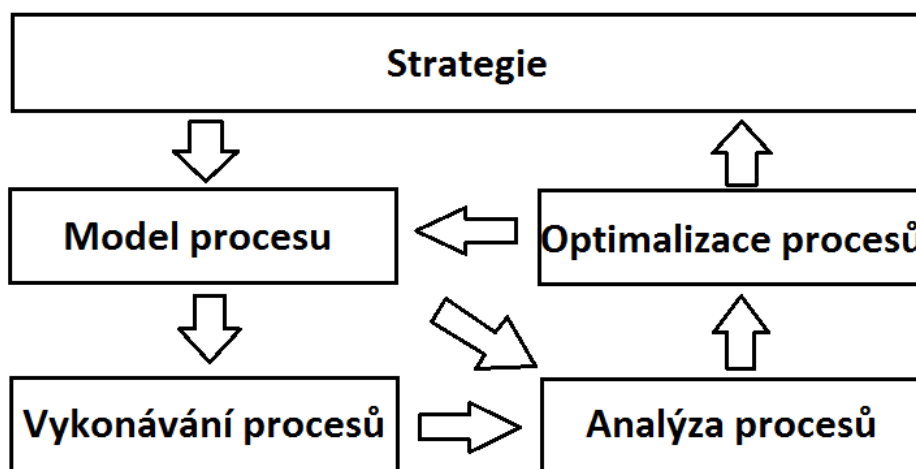 Strategie
Model procesu
Optimalizace procesů
Vykonávání procesů
Analýza procesů